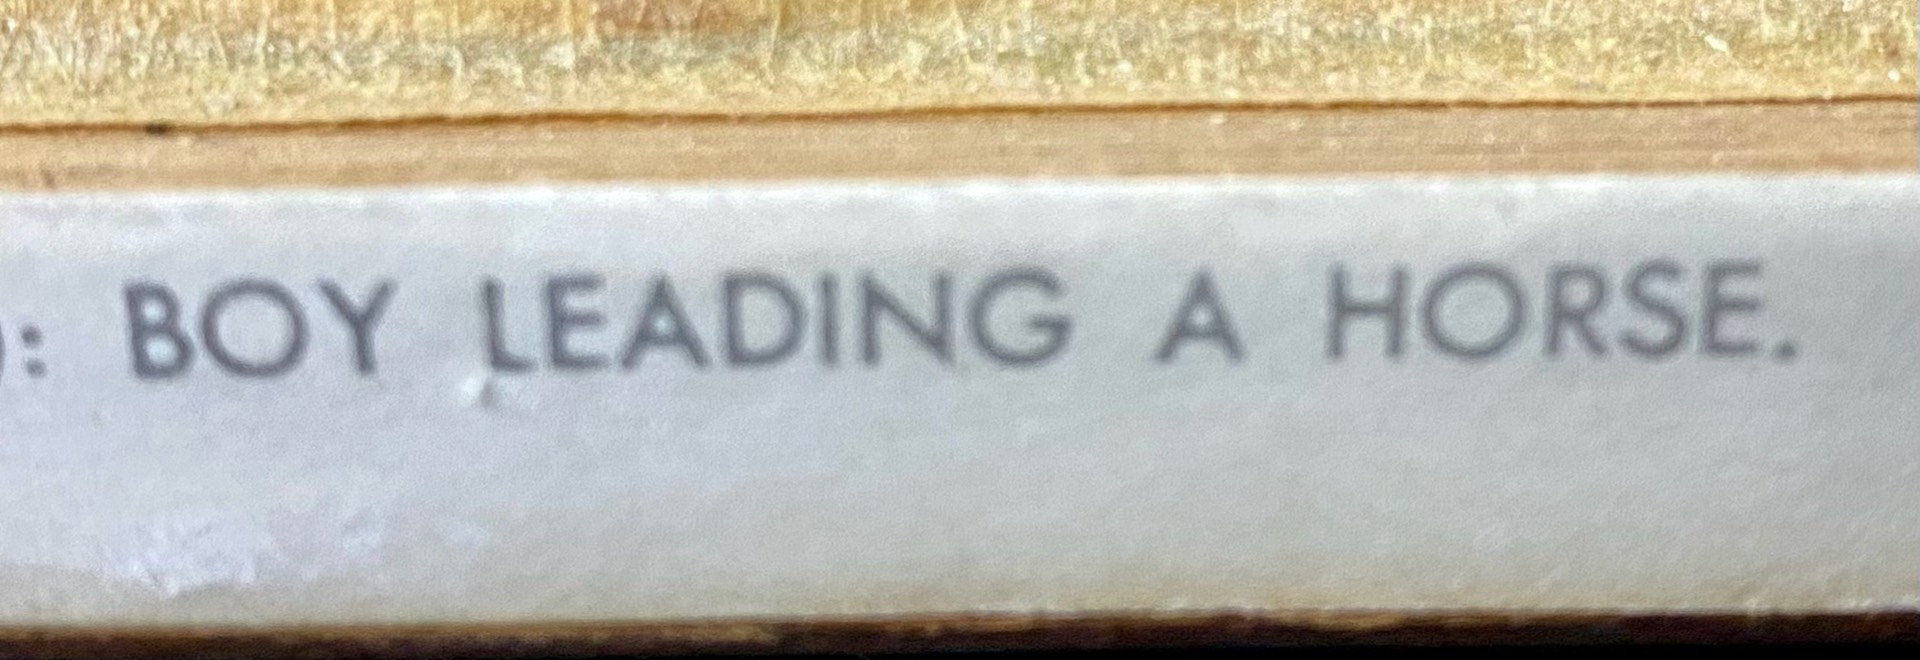 ): BOY LEADING A HORSE.